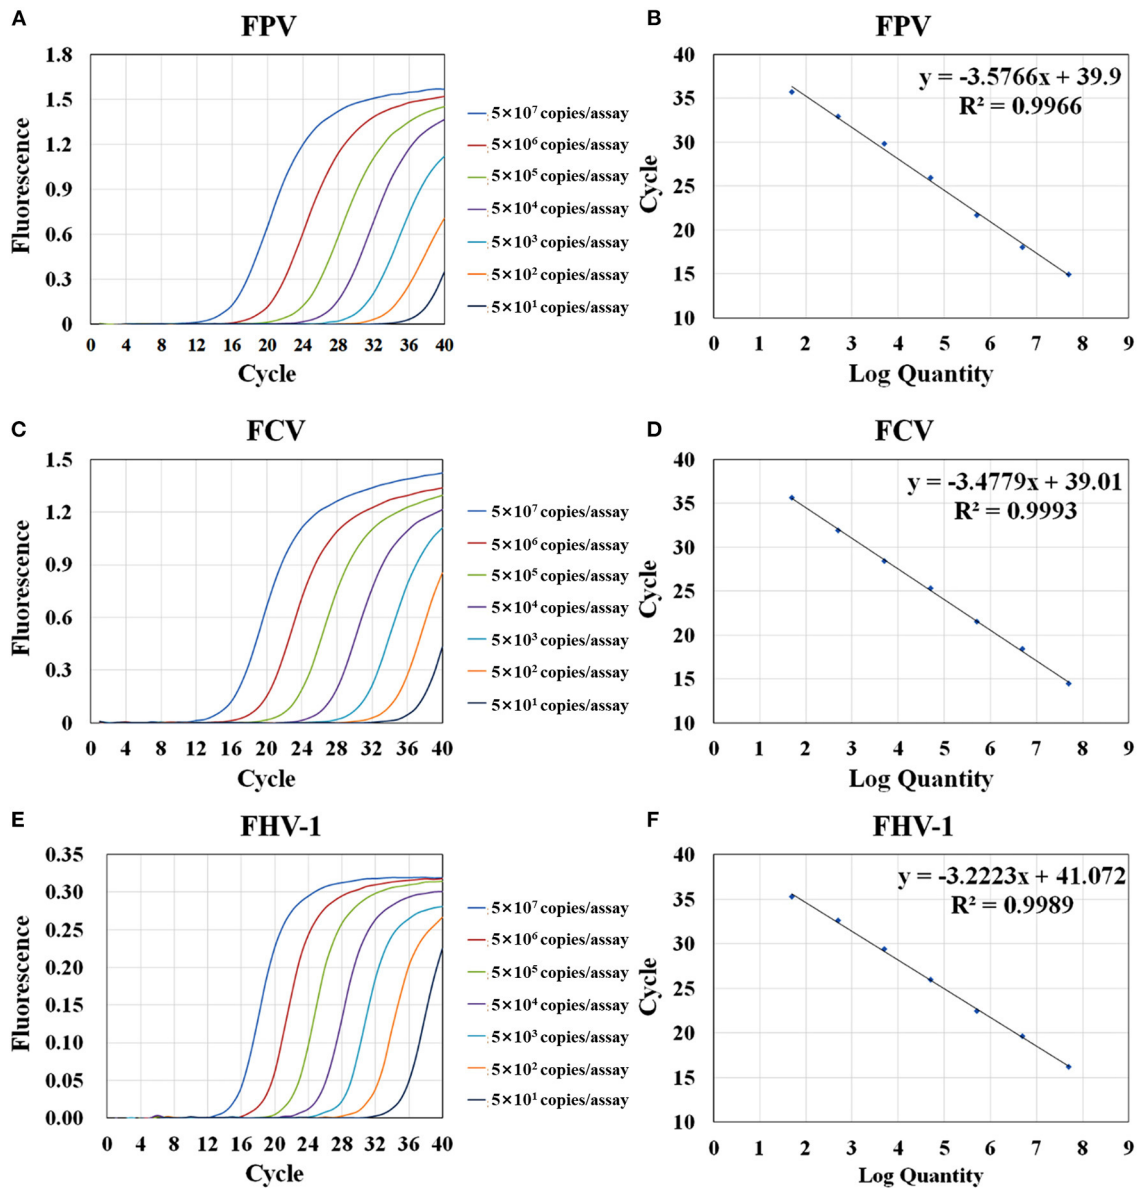 A
FPV
1.8
1.5
1.2
0.9
0.6
0.3
0
0 4 8 12 16 20 24 28 32 36 40
Fluorescence
Cycle
5×10⁷ copies/assay
5×10⁶ copies/assay
5×10⁵ copies/assay
5×10⁴ copies/assay
5×10³ copies/assay
5×10² copies/assay
5×10¹ copies/assay
B
FPV
y = -3.5766x + 39.9
R² = 0.9966
40
35
30
25
20
15
10
0 1 2 3 4 5 6 7 8 9
Cycle
Log Quantity
C
FCV
1.5
1.2
0.9
0.6
0.3
0
0 4 8 12 16 20 24 28 32 36 40
Fluorescence
Cycle
5×10⁷ copies/assay
5×10⁶ copies/assay
5×10⁵ copies/assay
5×10⁴ copies/assay
5×10³ copies/assay
5×10² copies/assay
5×10¹ copies/assay
D
FCV
y = -3.4779x + 39.01
R² = 0.9993
40
35
30
25
20
15
10
0 1 2 3 4 5 6 7 8 9
Cycle
Log Quantity
E
FHV-1
0.35
0.30
0.25
0.20
0.15
0.10
0.05
0.00
0 4 8 12 16 20 24 28 32 36 40
Fluorescence
Cycle
5×10⁷ copies/assay
5×10⁶ copies/assay
5×10⁵ copies/assay
5×10⁴ copies/assay
5×10³ copies/assay
5×10² copies/assay
5×10¹ copies/assay
F
FHV-1
y = -3.2223x + 41.072
R² = 0.9989
40
35
30
25
20
15
10
0 1 2 3 4 5 6 7 8 9
Cycle
Log Quantity